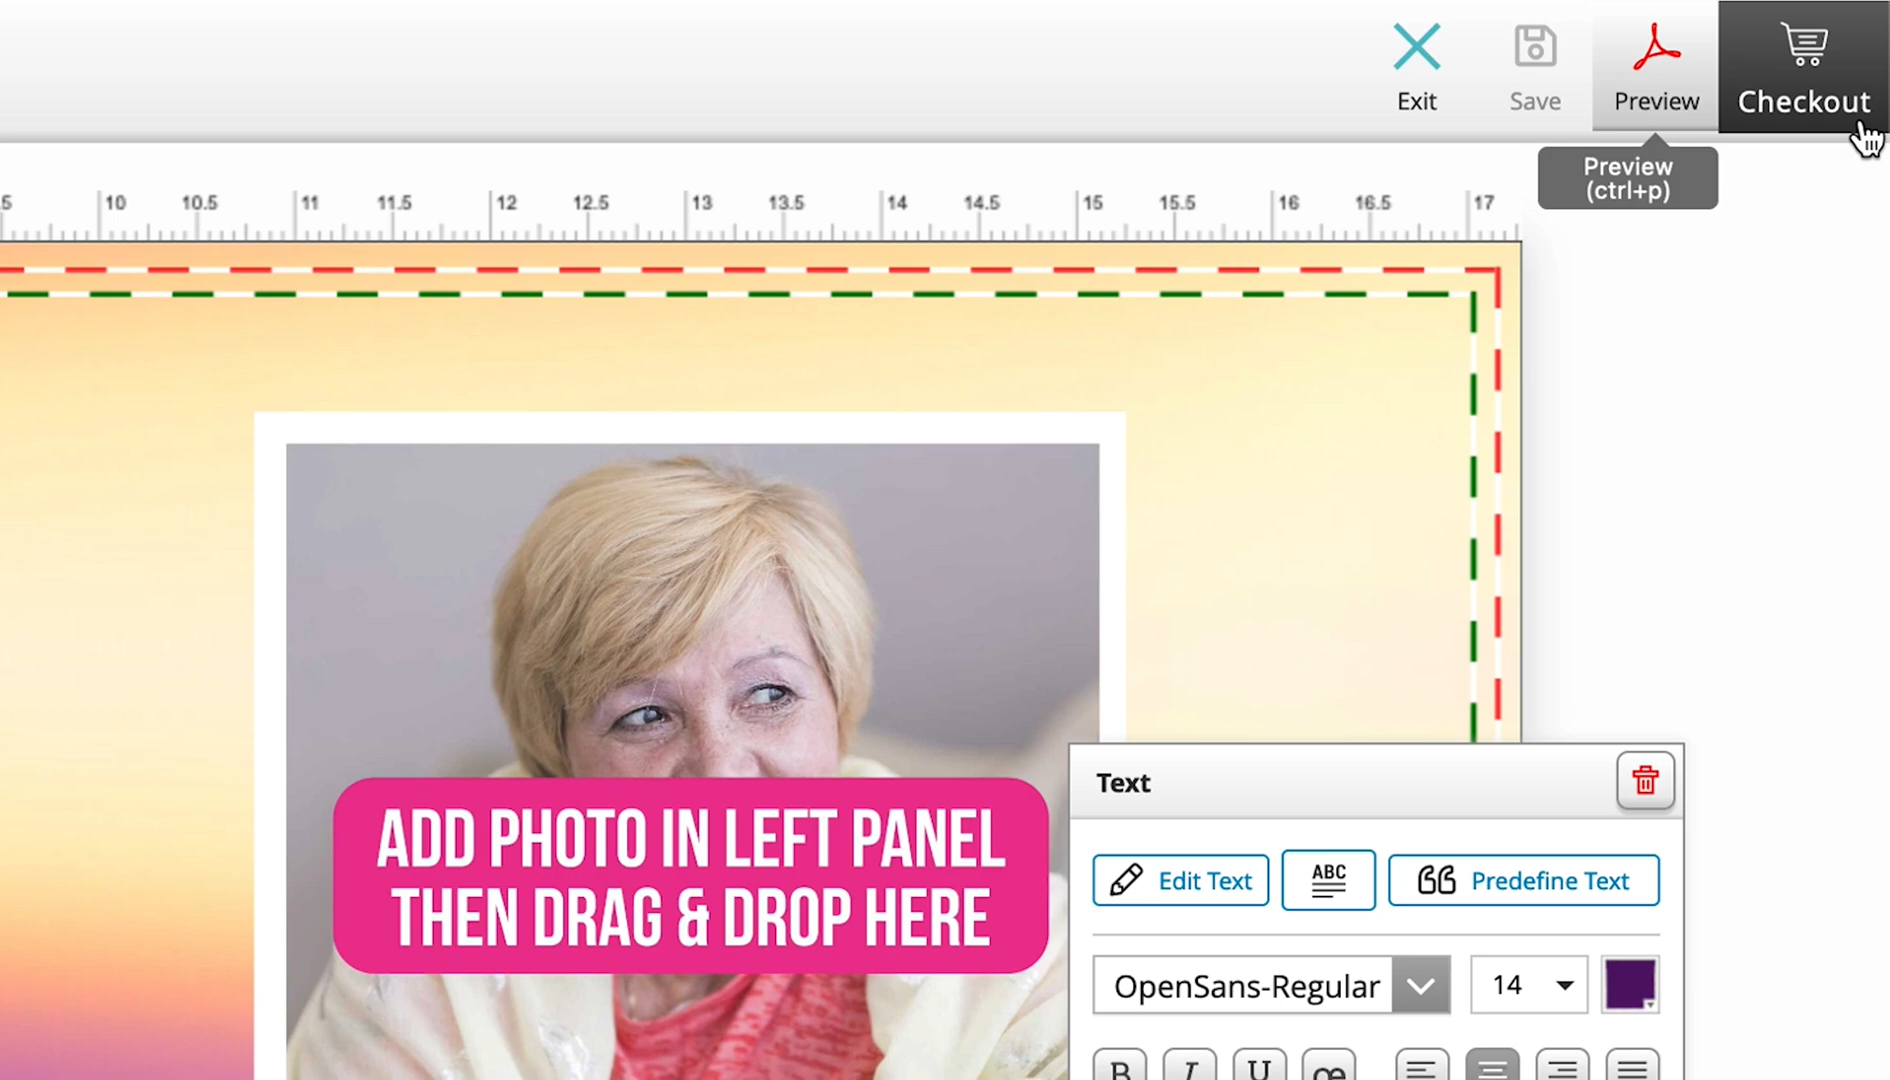 Exit
Save
Preview
Checkout
Preview
(ctrl+p)
5 10 10.5 11 11.5 12 12.5 13 13.5 14 14.5 15 15.5 16 16.5 17
ADD PHOTO IN LEFT PANEL
THEN DRAG & DROP HERE
Text
Edit Text
ABC
Predefine Text
OpenSans-Regular
14
B I U œ